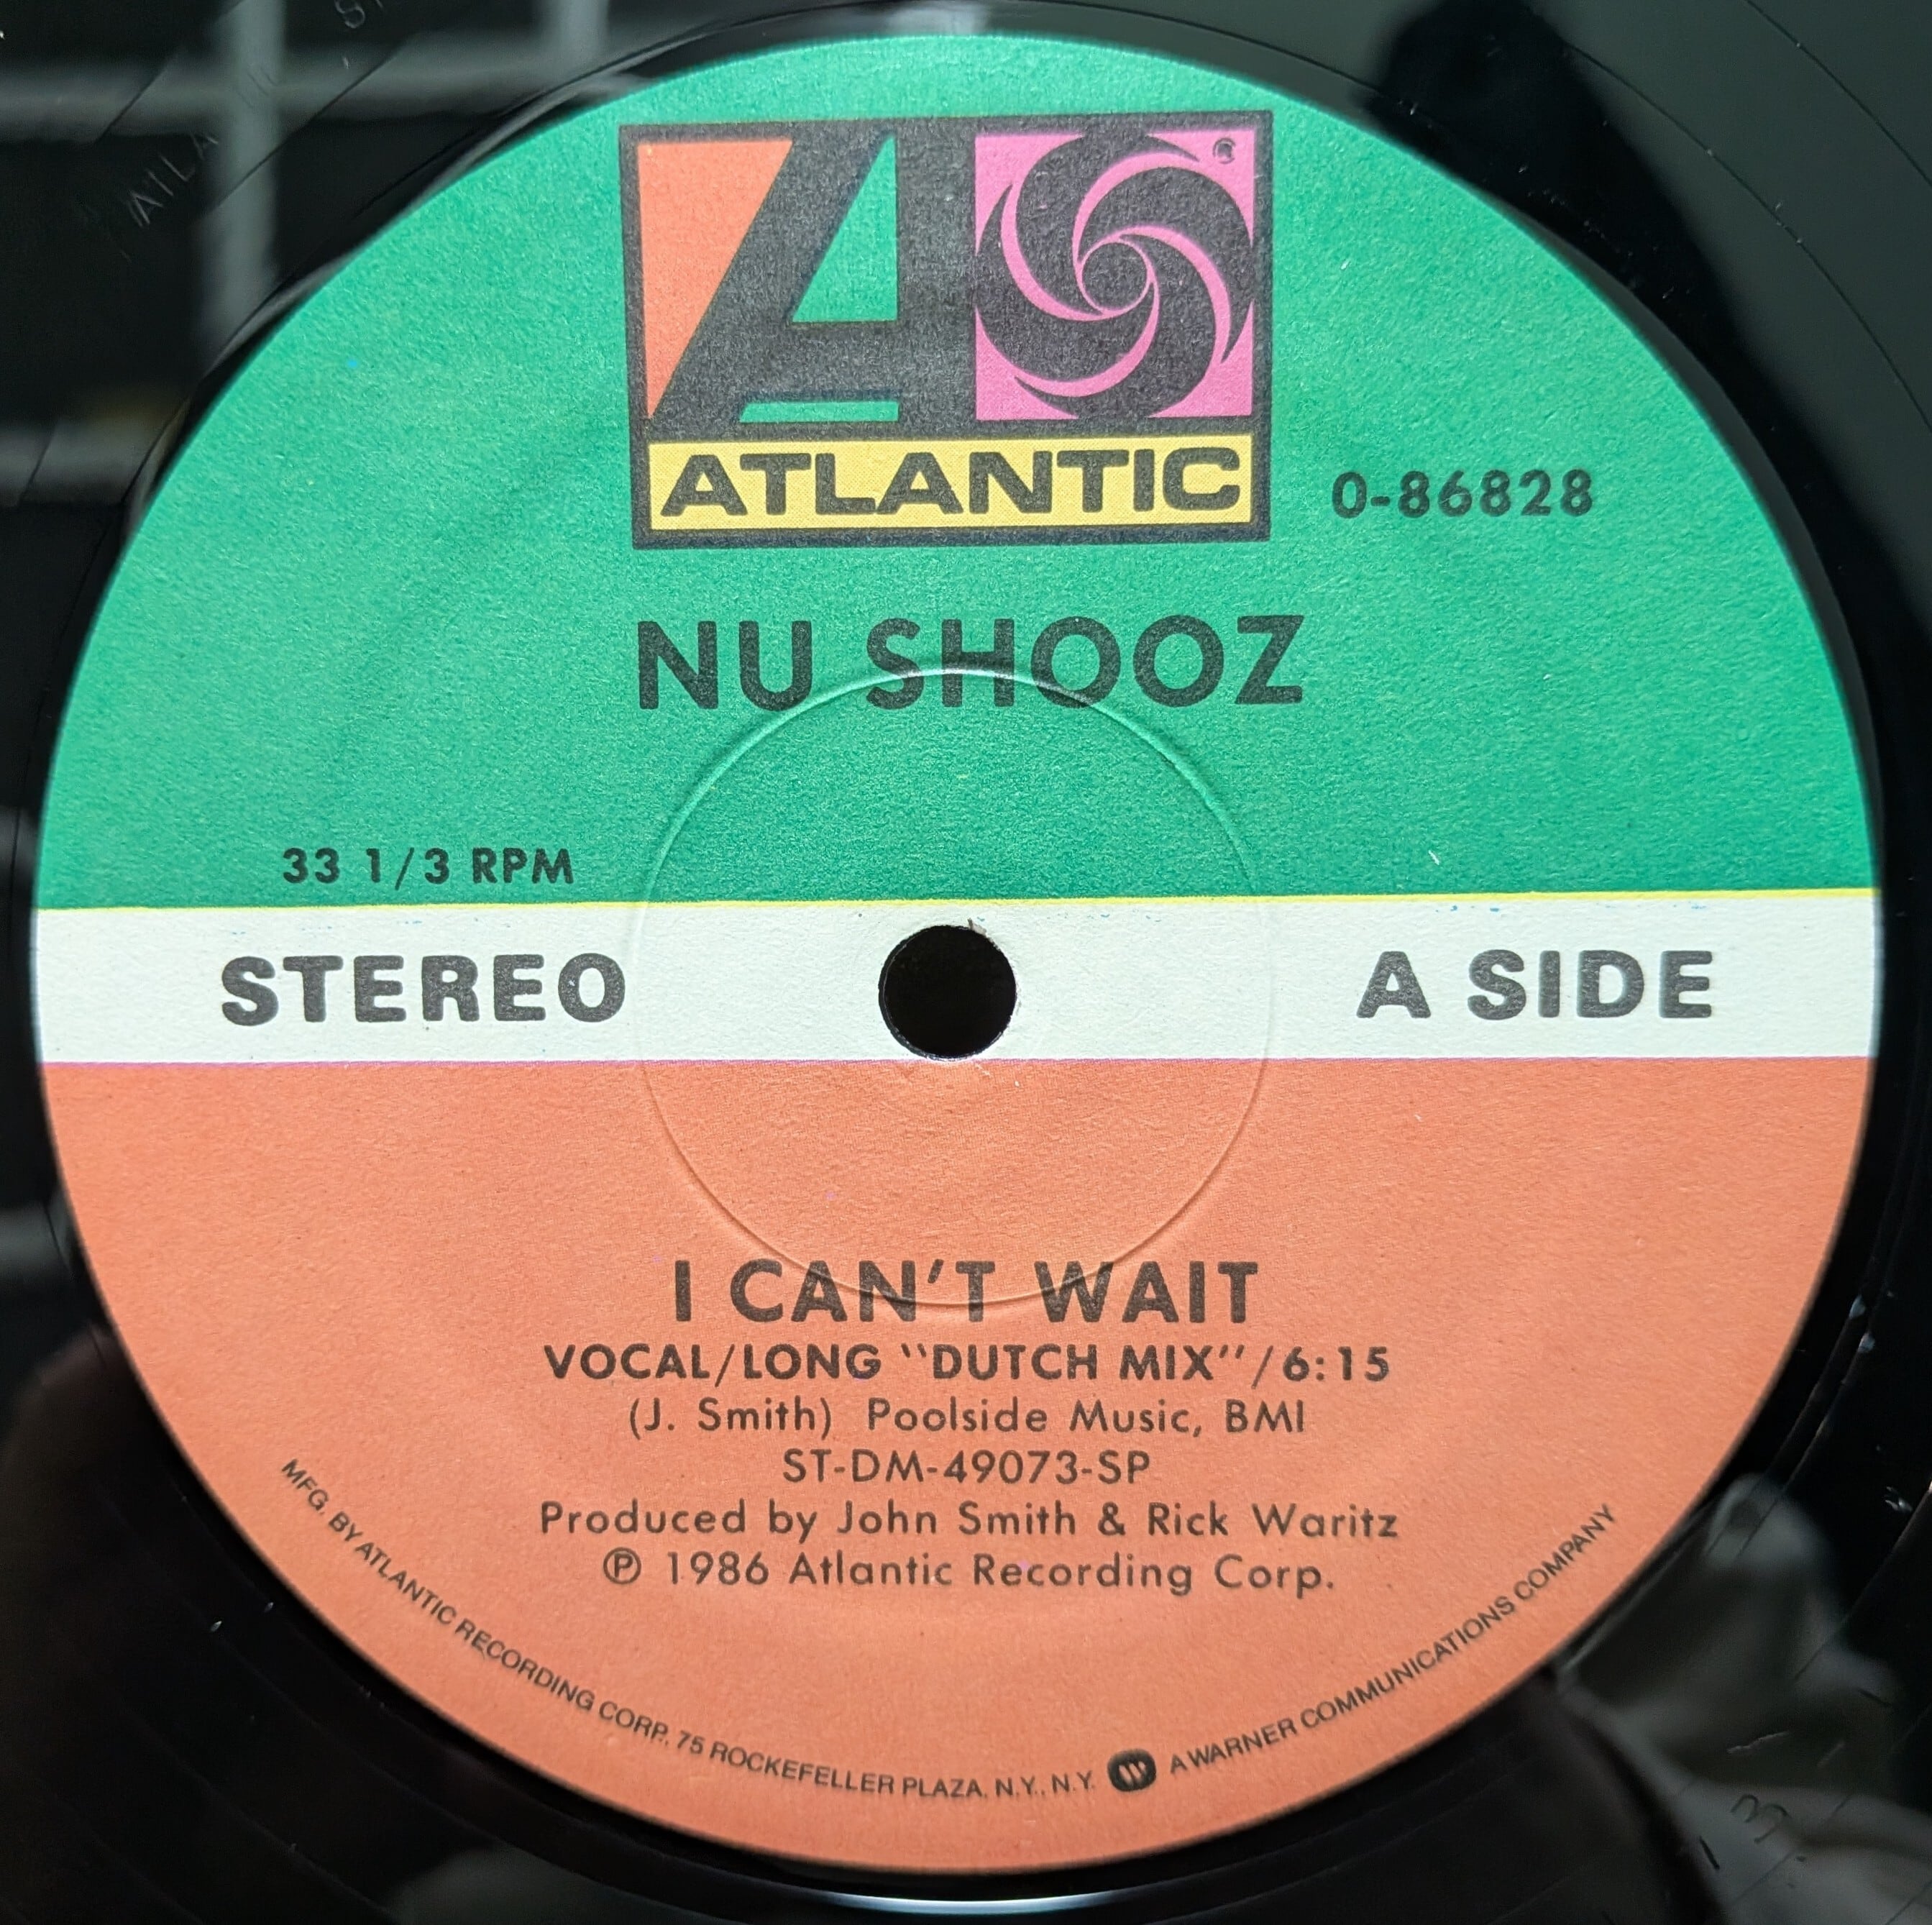 ATLANTIC
0-86828
NU SHOOZ
33 1/3 RPM
STEREO
A SIDE
I CAN'T WAIT
VOCAL/LONG "DUTCH MIX"/6:15
(J. Smith) Poolside Music, BMI
ST-DM-49073-SP
Produced by John Smith & Rick Waritz
℗ 1986 Atlantic Recording Corp.
MFG. BY ATLANTIC RECORDING CORP., 75 ROCKEFELLER PLAZA, N.Y., N.Y. A WARNER COMMUNICATIONS COMPANY